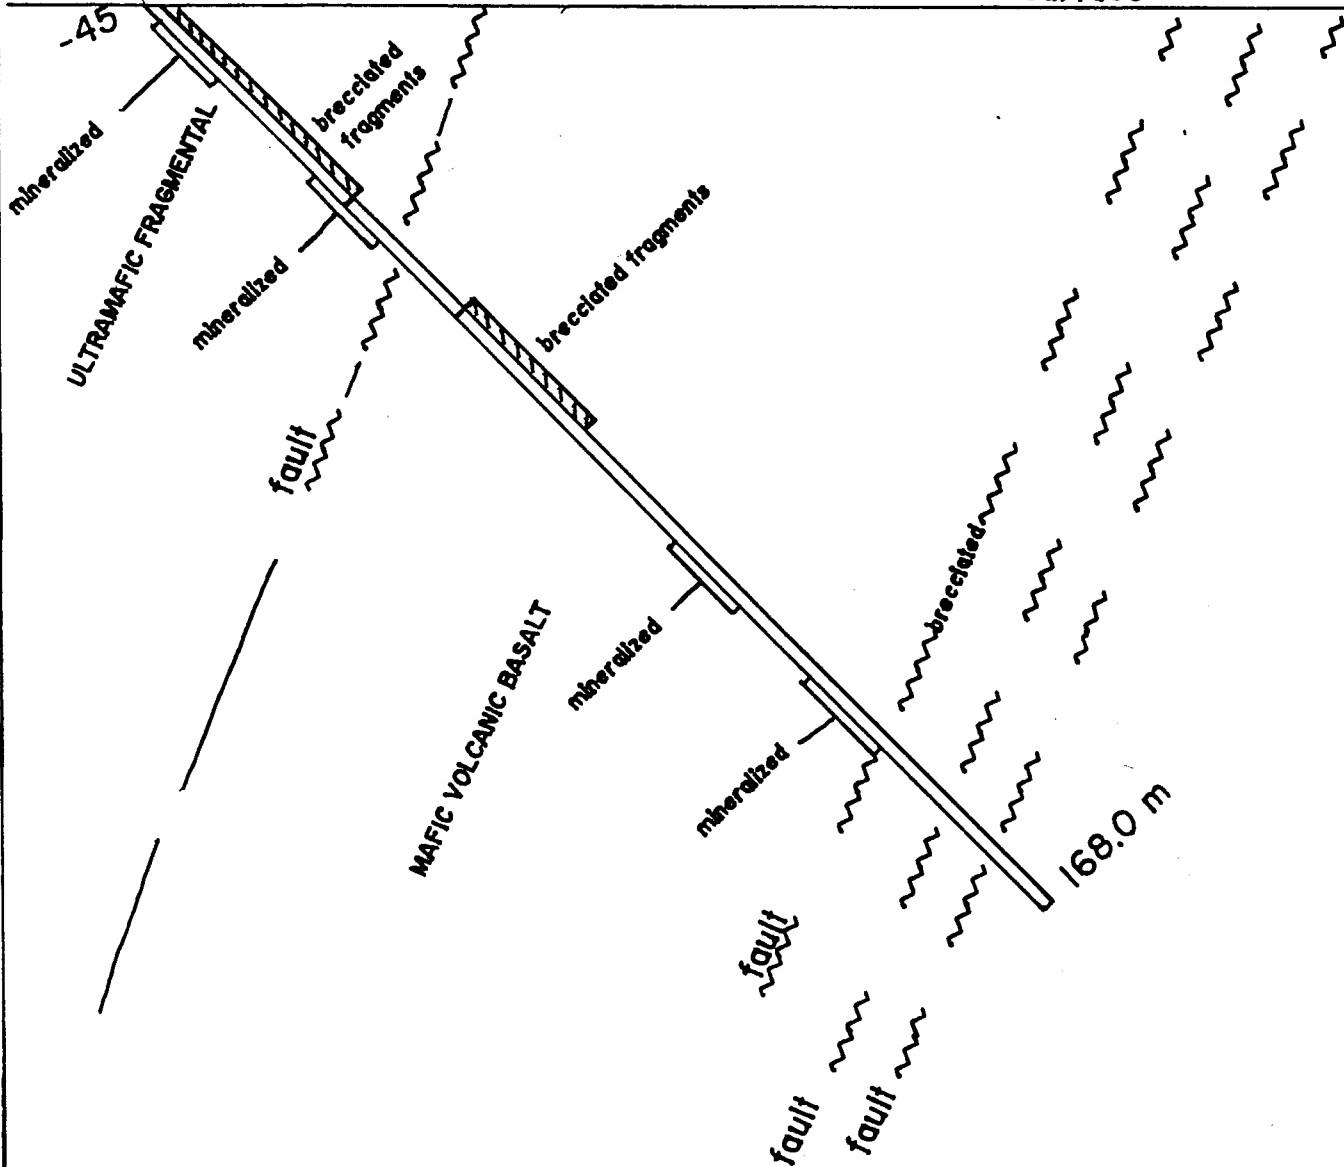 -45
brecciated
fragments
mineralized
ULTRAMAFIC FRAGMENTAL
mineralized
brecciated fragments
fault
brecciated
mineralized
MAFIC VOLCANIC BASALT
mineralized
168.0 m
fault
fault
fault